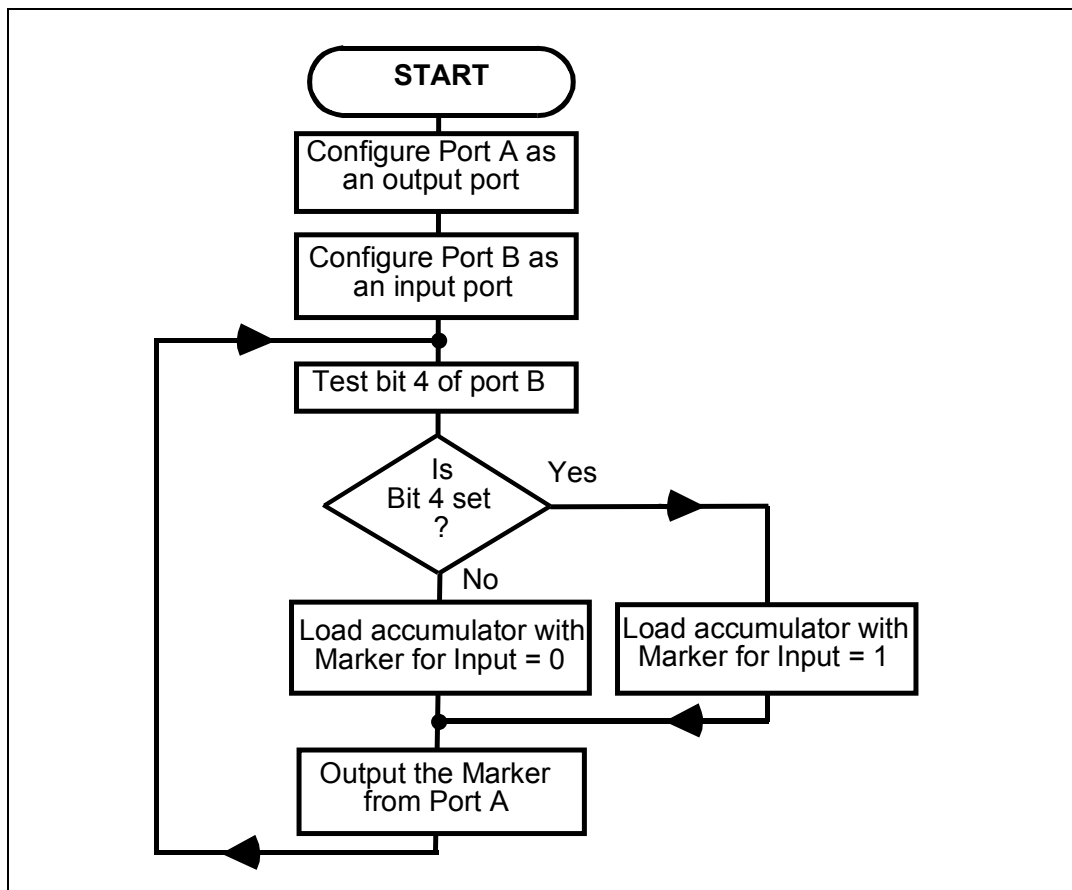 START
Configure Port A as
an output port
Configure Port B as
an input port
Test bit 4 of port B
Is
Bit 4 set
?
Yes
No
Load accumulator with
Marker for Input = 0
Load accumulator with
Marker for Input = 1
Output the Marker
from Port A